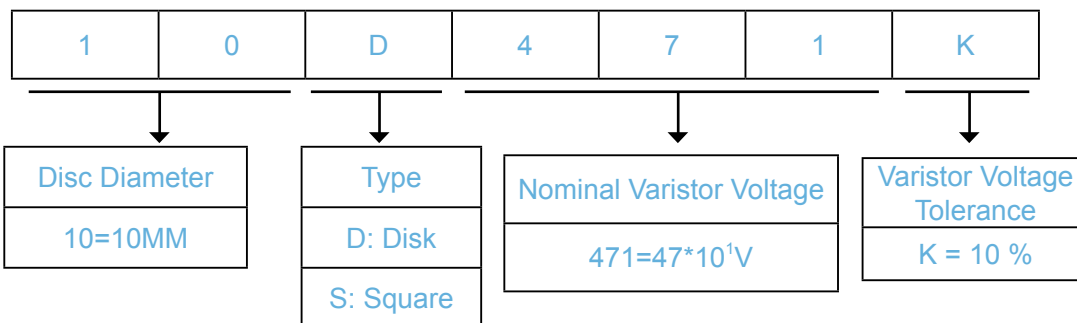 1 0 D 4 7 1 K
Disc Diameter
10=10MM
Type
D: Disk
S: Square
Nominal Varistor Voltage
471=47*10¹V
Varistor Voltage
Tolerance
K = 10 %